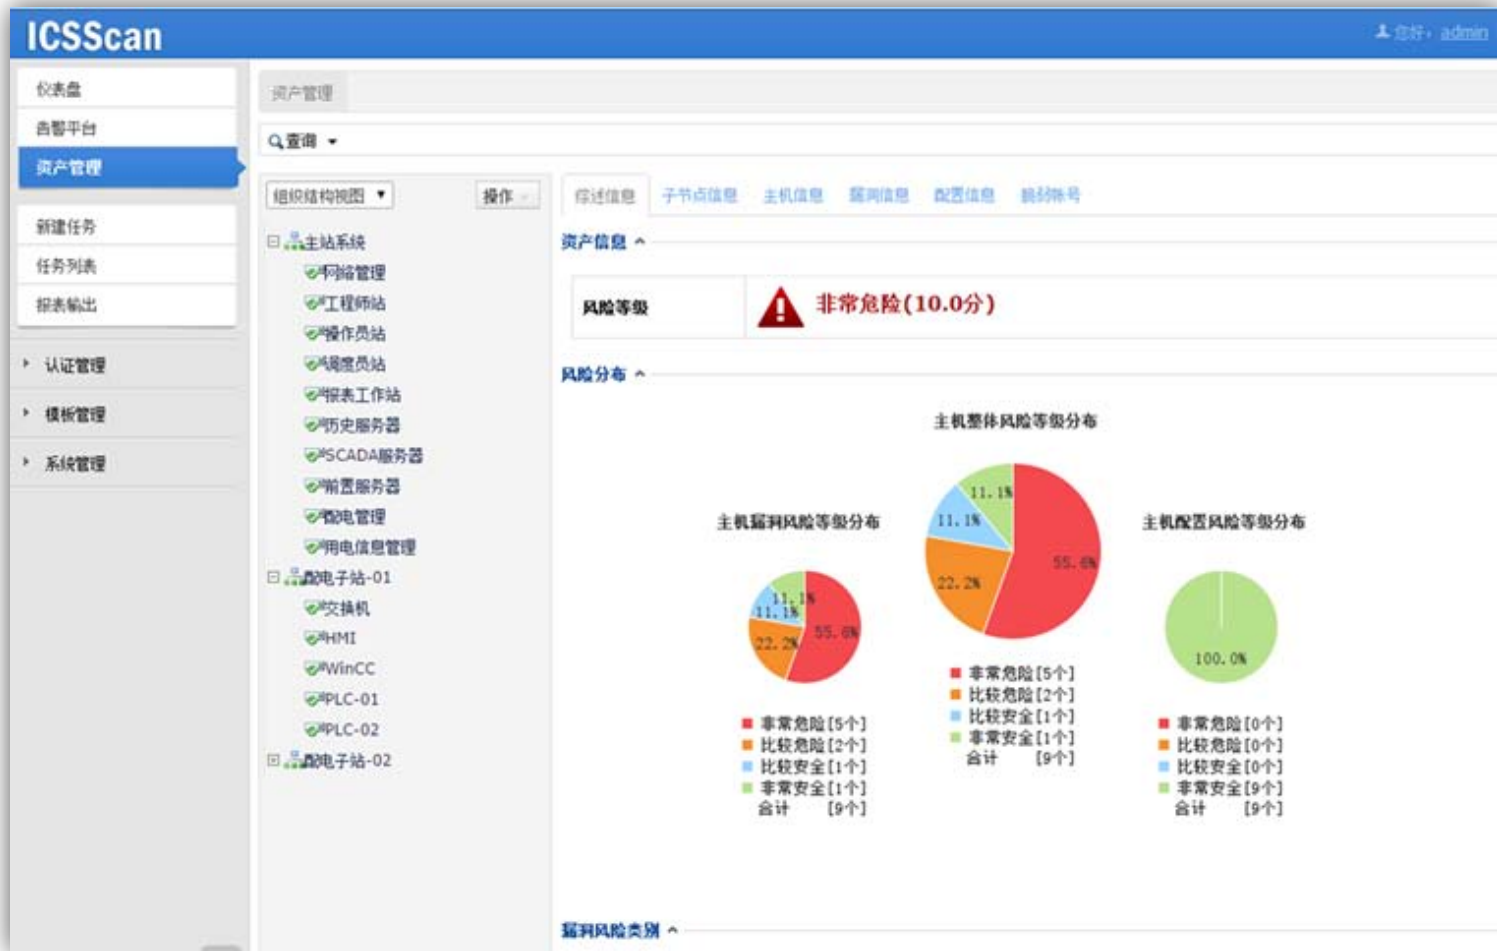 ICSScan
您好，admin
仪表盘
告警平台
资产管理
新建任务
任务列表
报表输出
认证管理
模板管理
系统管理
资产管理
查询
组织结构视图
操作
主站系统
网络管理
工程师站
操作员站
调度员站
报表工作站
历史服务器
SCADA服务器
前置服务器
配电管理
用电信息管理
配电子站-01
交换机
HMI
WinCC
PLC-01
PLC-02
配电子站-02
综述信息 子节点信息 主机信息 漏洞信息 配置信息 脆弱帐号
资产信息
风险等级
非常危险(10.0分)
风险分布
主机漏洞风险等级分布
11.1%
11.1%
22.2%
55.6%
非常危险[5个]
比较危险[2个]
比较安全[1个]
非常安全[1个]
合计 [9个]
主机整体风险等级分布
11.1%
11.1%
22.2%
55.6%
非常危险[5个]
比较危险[2个]
比较安全[1个]
非常安全[1个]
合计 [9个]
主机配置风险等级分布
100.0%
非常危险[0个]
比较危险[0个]
比较安全[0个]
非常安全[9个]
合计 [9个]
漏洞风险类别